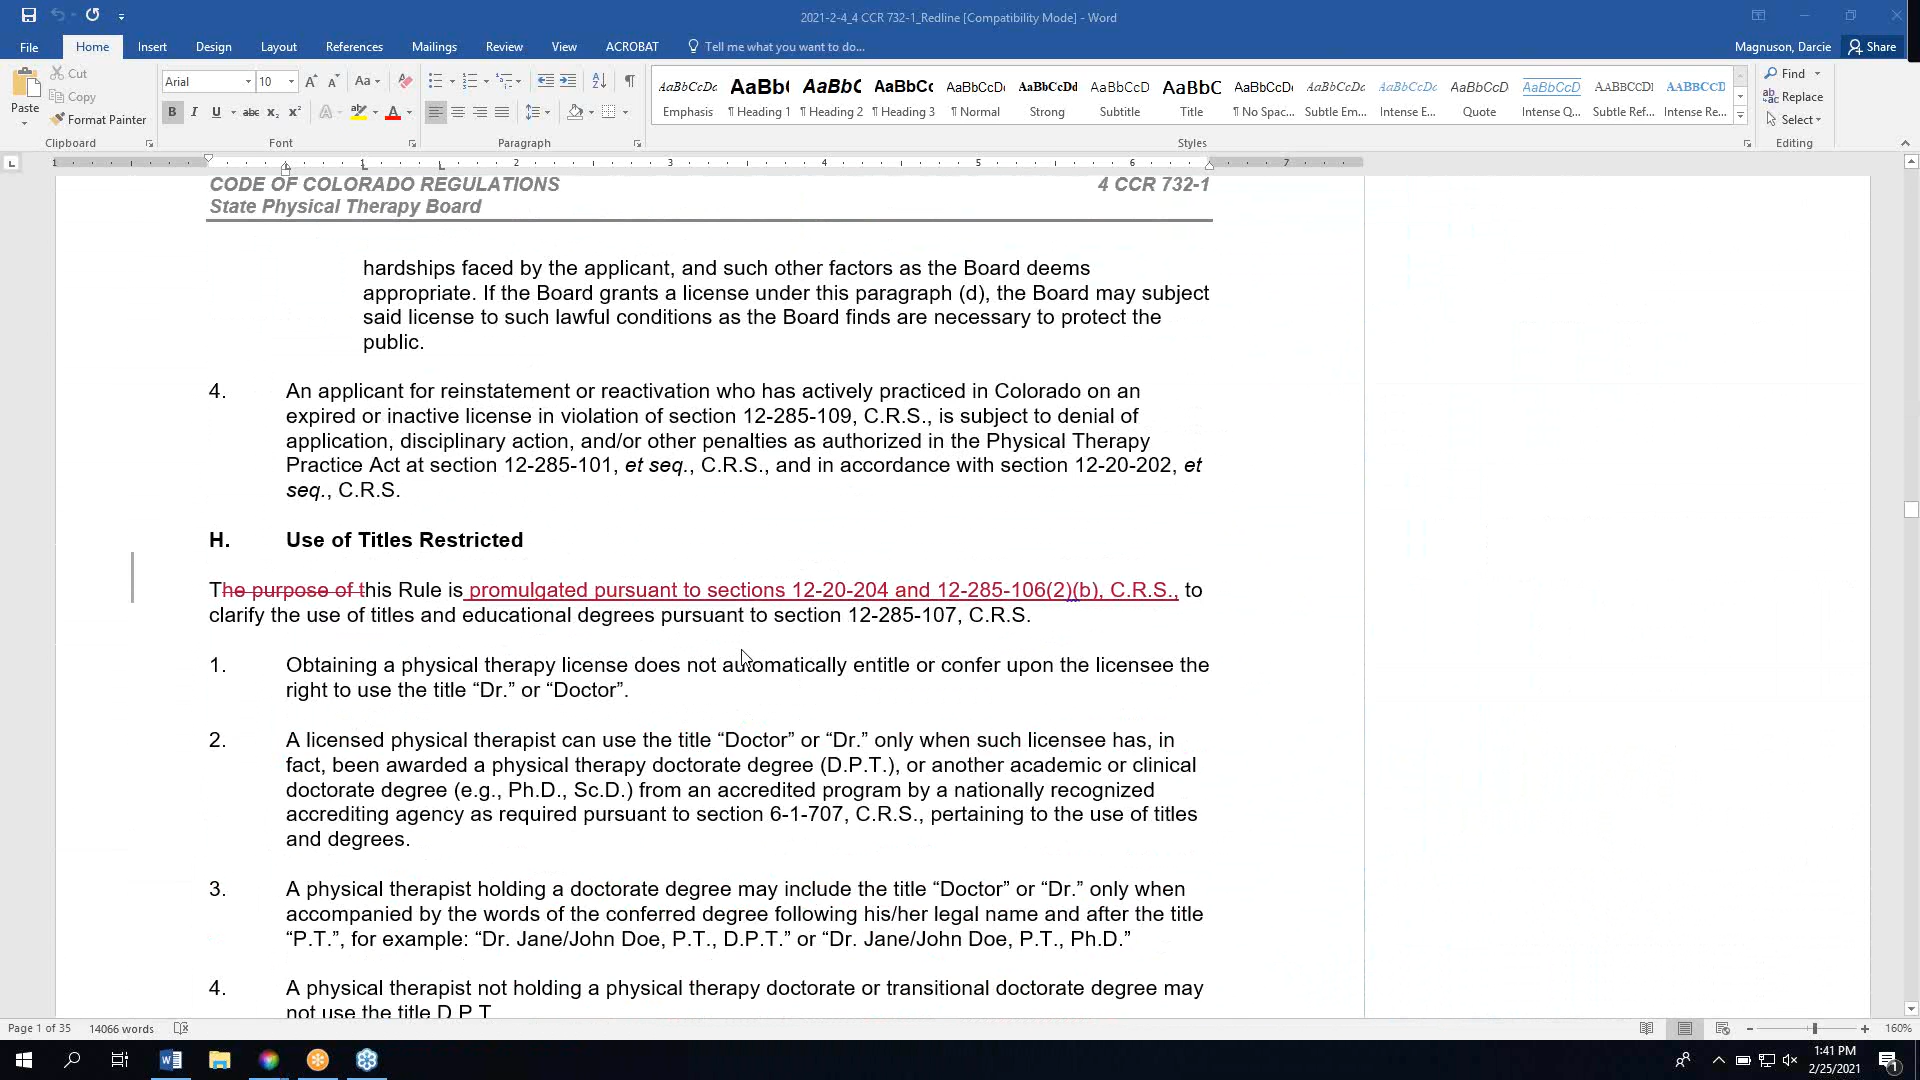 2021-2-4_4 CCR 732-1_Redline [Compatibility Mode] - Word
File Home Insert Design Layout References Mailings Review View ACROBAT Tell me what you want to do... Magnuson, Darcie Share
Paste Cut Copy Format Painter
Arial 10
AaBbCcDc AaBb( AaBbC AaBbCc AaBbCcDc AaBbCcDd AaBbCcDd AaBbC AaBbCcDc AaBbCcDc AaBbCcDc AaBbCcD AaBbCcD AaBbCcDd AaBbCcDd
Emphasis ¶ Heading 1 ¶ Heading 2 ¶ Heading 3 ¶ Normal Strong Subtitle Title ¶ No Spac... Subtle Em... Intense E... Quote Intense Q... Subtle Ref... Intense Re...
Find
Replace
Select
Clipboard Font Paragraph Styles Editing
1 1 2 3 4 5 6 7
CODE OF COLORADO REGULATIONS 4 CCR 732-1
State Physical Therapy Board
hardships faced by the applicant, and such other factors as the Board deems
appropriate. If the Board grants a license under this paragraph (d), the Board may subject
said license to such lawful conditions as the Board finds are necessary to protect the
public.
4. An applicant for reinstatement or reactivation who has actively practiced in Colorado on an
expired or inactive license in violation of section 12-285-109, C.R.S., is subject to denial of
application, disciplinary action, and/or other penalties as authorized in the Physical Therapy
Practice Act at section 12-285-101, et seq., C.R.S., and in accordance with section 12-20-202, et
seq., C.R.S.
H. Use of Titles Restricted
The purpose of this Rule is promulgated pursuant to sections 12-20-204 and 12-285-106(2)(b), C.R.S., to
clarify the use of titles and educational degrees pursuant to section 12-285-107, C.R.S.
1. Obtaining a physical therapy license does not automatically entitle or confer upon the licensee the
right to use the title “Dr.” or “Doctor”.
2. A licensed physical therapist can use the title “Doctor” or “Dr.” only when such licensee has, in
fact, been awarded a physical therapy doctorate degree (D.P.T.), or another academic or clinical
doctorate degree (e.g., Ph.D., Sc.D.) from an accredited program by a nationally recognized
accrediting agency as required pursuant to section 6-1-707, C.R.S., pertaining to the use of titles
and degrees.
3. A physical therapist holding a doctorate degree may include the title “Doctor” or “Dr.” only when
accompanied by the words of the conferred degree following his/her legal name and after the title
“P.T.”, for example: “Dr. Jane/John Doe, P.T., D.P.T.” or “Dr. Jane/John Doe, P.T., Ph.D.”
4. A physical therapist not holding a physical therapy doctorate or transitional doctorate degree may
not use the title D.P.T.
Page 1 of 35 14066 words 160%
1:41 PM
2/25/2021